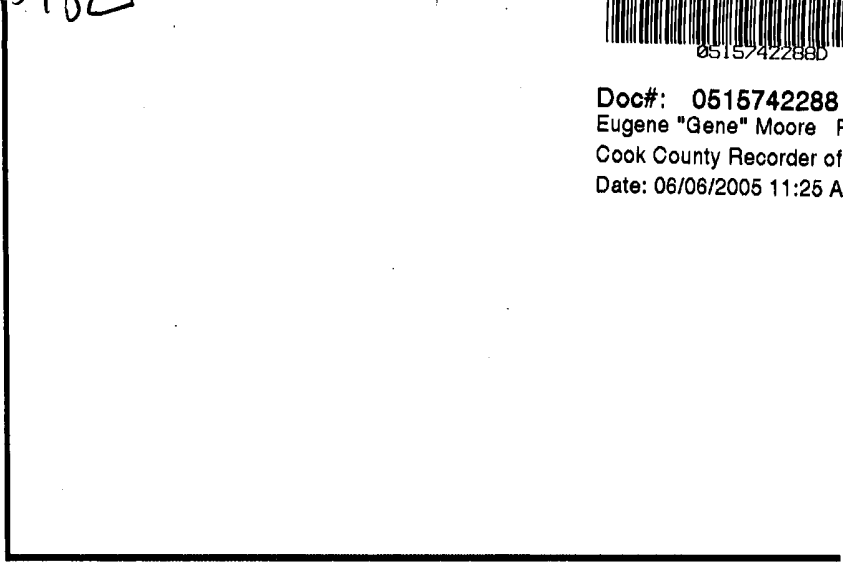 0515742288D
Doc#: 0515742288
Eugene "Gene" Moore
Cook County Recorder of
Date: 06/06/2005 11:25 A